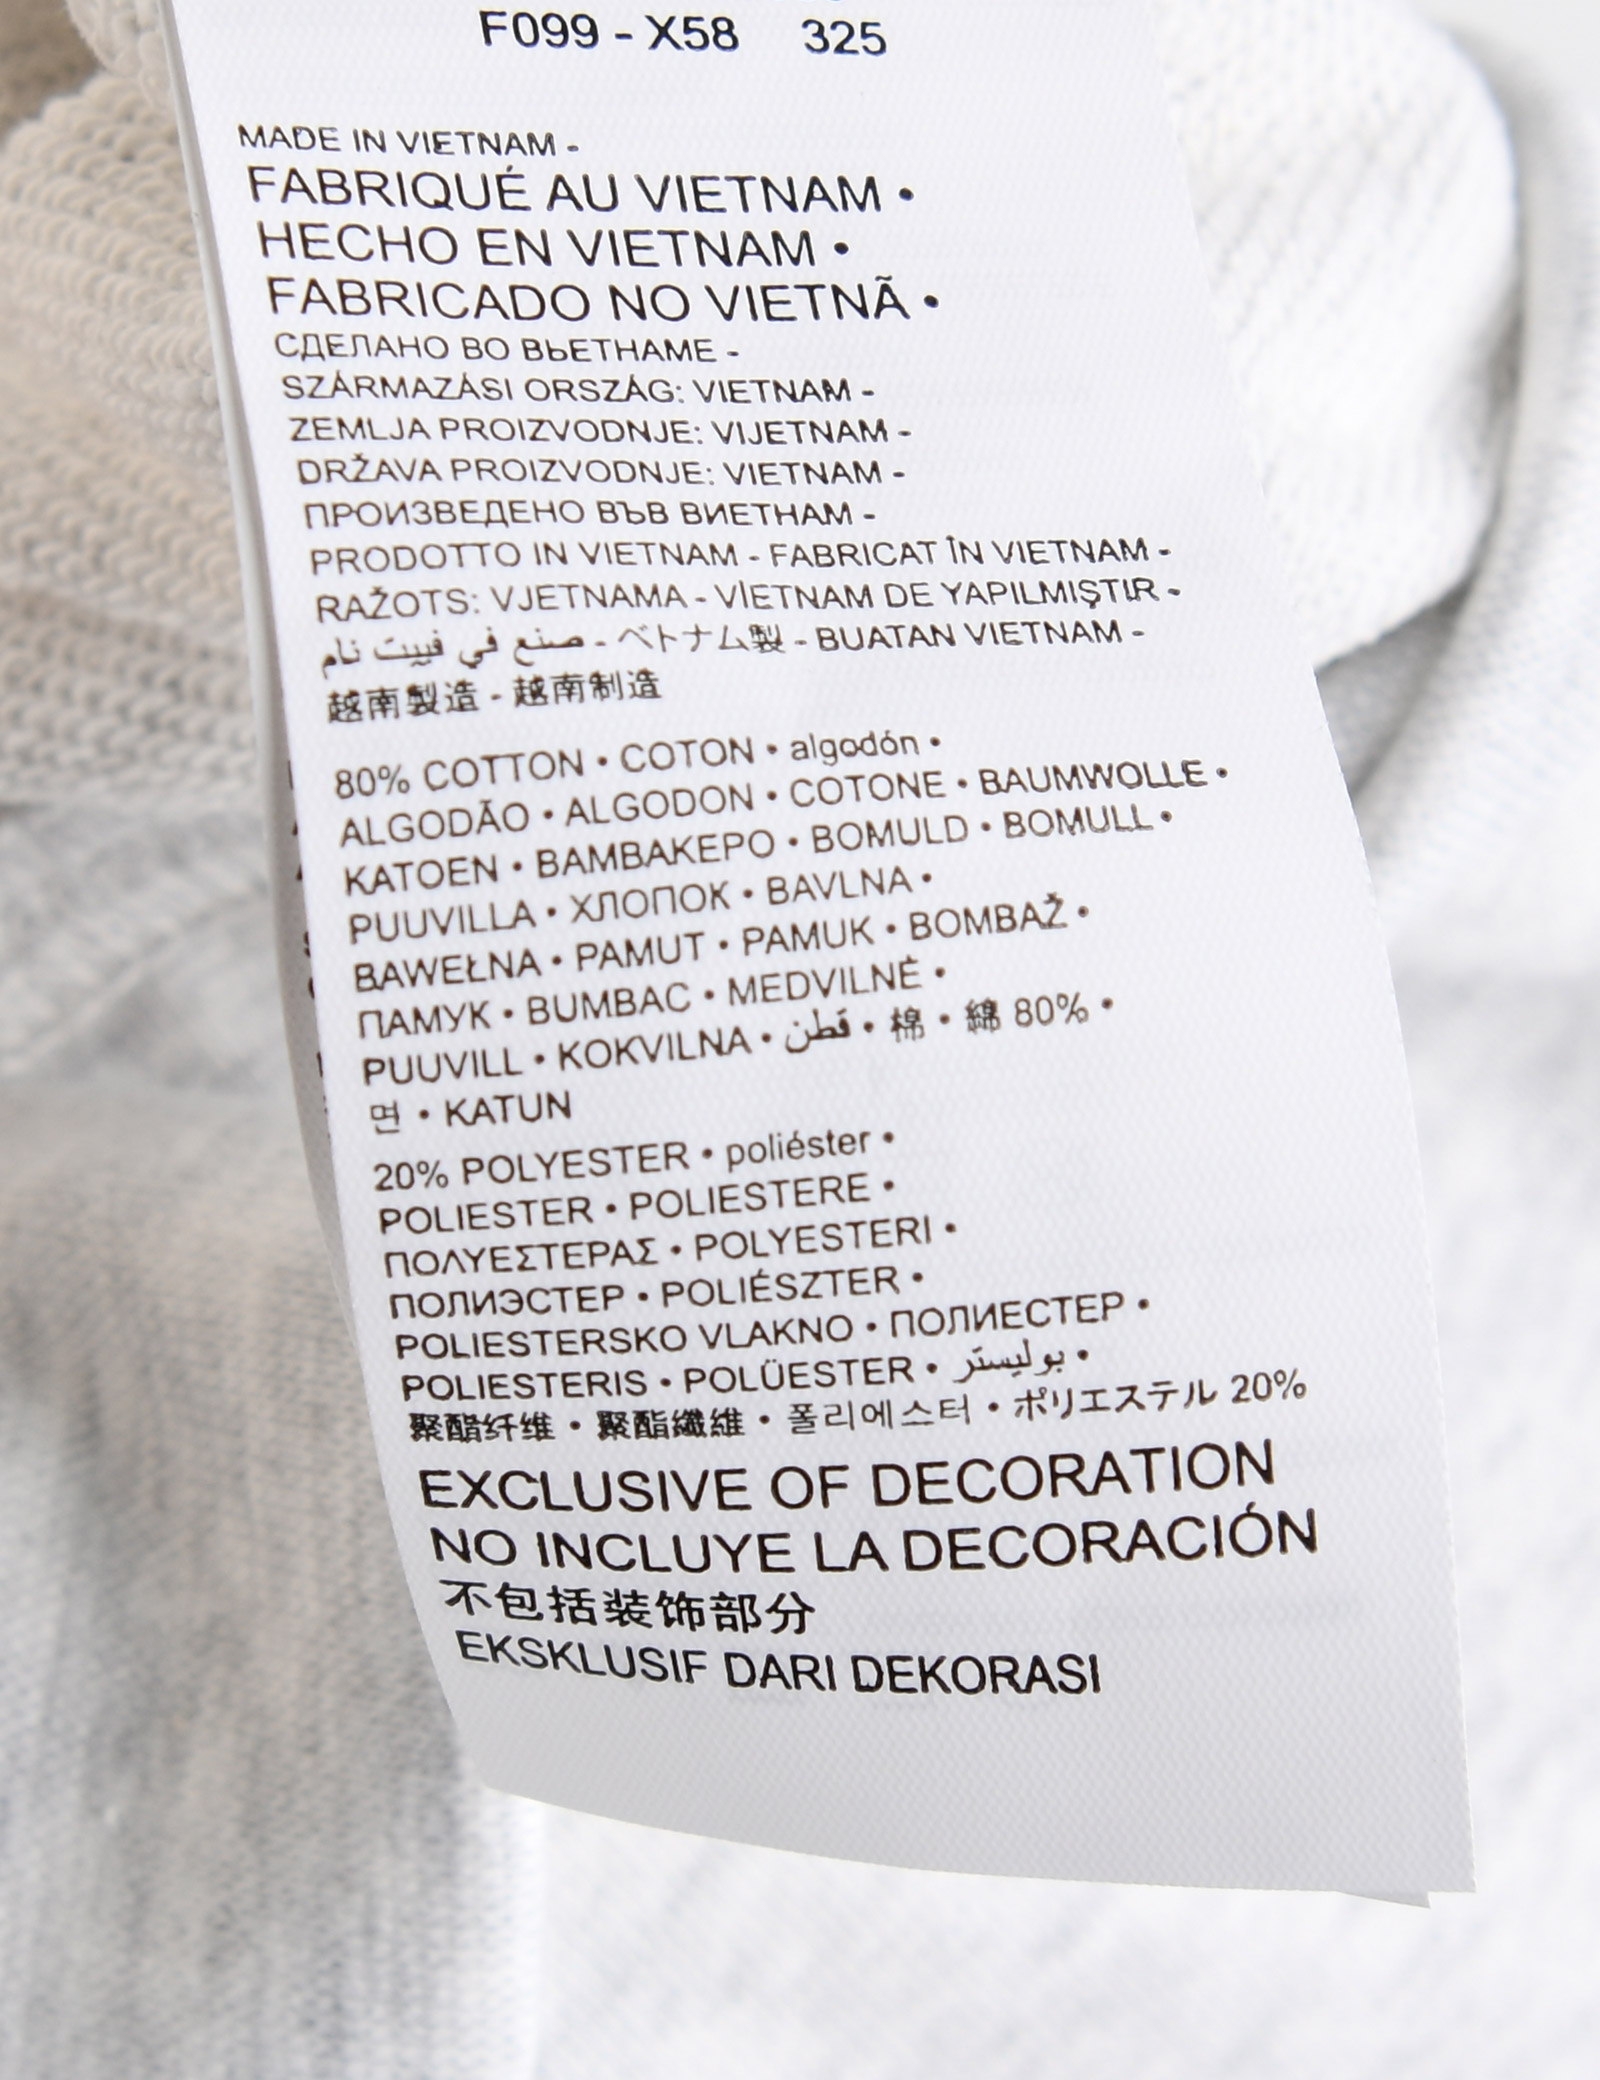 F099 - X58 325
MADE IN VIETNAM -
FABRIQUÉ AU VIETNAM •
HECHO EN VIETNAM •
FABRICADO NO VIETNÃ •
СДЕЛАНО ВО ВЬЕТНАМЕ -
SZÁRMAZÁSI ORSZÁG: VIETNAM -
ZEMLJA PROIZVODNJE: VIJETNAM -
DRŽAVA PROIZVODNJE: VIETNAM -
ПРОИЗВЕДЕНО ВЪВ ВИЕТНАМ -
PRODOTTO IN VIETNAM - FABRICAT ÎN VIETNAM -
RAŽOTS: VJETNAMA - VİETNAM DE YAPILMIŞTIR -
صنع في فييت نام - ベトナム製 - BUATAN VIETNAM -
越南製造 - 越南制造
80% COTTON • COTON • algodón •
ALGODÃO • ALGODON • COTONE • BAUMWOLLE •
KATOEN • ΒΑΜΒΑΚΕΡΟ • BOMULD • BOMULL •
PUUVILLA • ХЛОПОК • BAVLNA •
BAWEŁNA • PAMUT • PAMUK • BOMBAŽ •
ПАМУК • BUMBAC • MEDVILNĖ •
PUUVILL • KOKVILNA • قطن • 棉 • 綿 80% •
면 • KATUN
20% POLYESTER • poliéster •
POLIESTER • POLIESTERE •
ΠΟΛΥΕΣΤΕΡΑΣ • POLYESTERI •
ПОЛИЭСТЕР • POLIÉSZTER •
POLIESTERSKO VLAKNO • ПОЛИЕСТЕР •
POLIESTERIS • POLÜESTER • بوليستر •
聚酯纤维 • 聚酯纖維 • 폴리에스터 • ポリエステル 20%
EXCLUSIVE OF DECORATION
NO INCLUYE LA DECORACIÓN
不包括装饰部分
EKSKLUSIF DARI DEKORASI